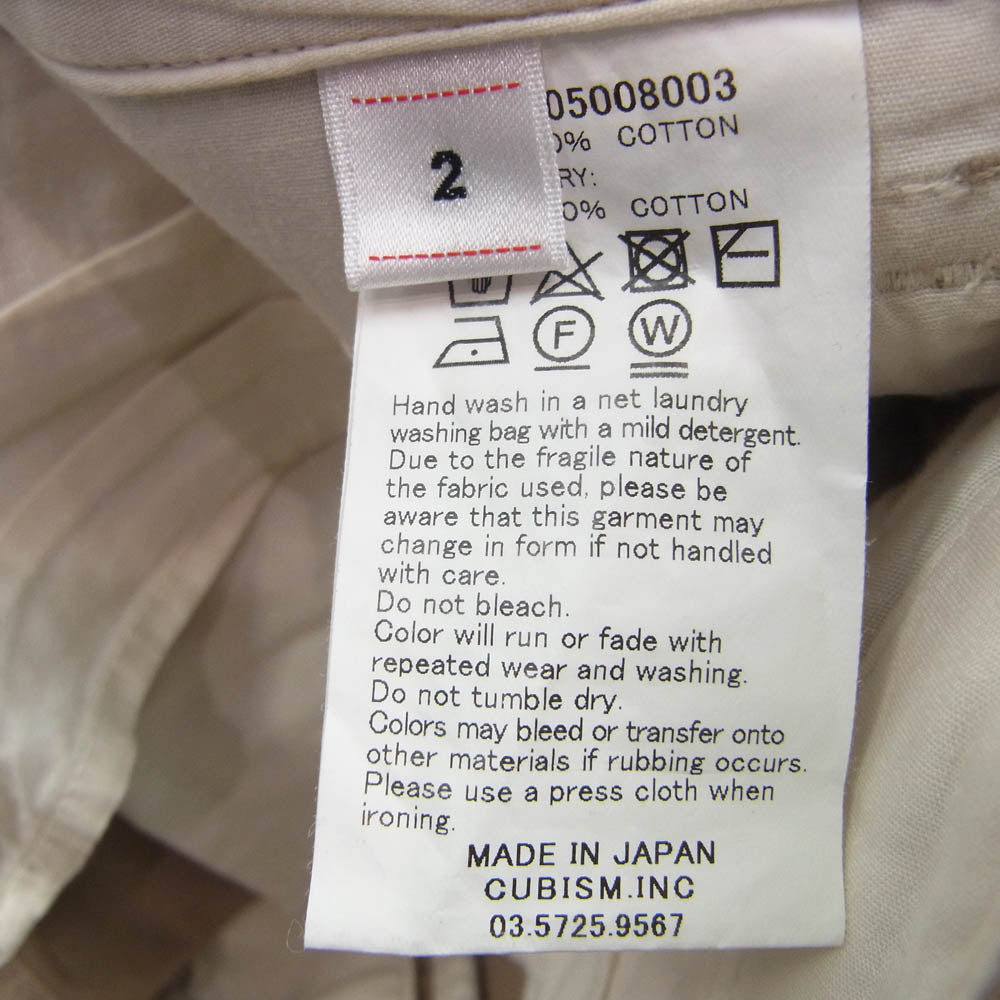 2
05008003
0% COTTON
RY:
0% COTTON
F W
Hand wash in a net laundry
washing bag with a mild detergent.
Due to the fragile nature of
the fabric used, please be
aware that this garment may
change in form if not handled
with care.
Do not bleach.
Color will run or fade with
repeated wear and washing.
Do not tumble dry.
Colors may bleed or transfer onto
other materials if rubbing occurs.
Please use a press cloth when
ironing.
MADE IN JAPAN
CUBISM.INC
03.5725.9567